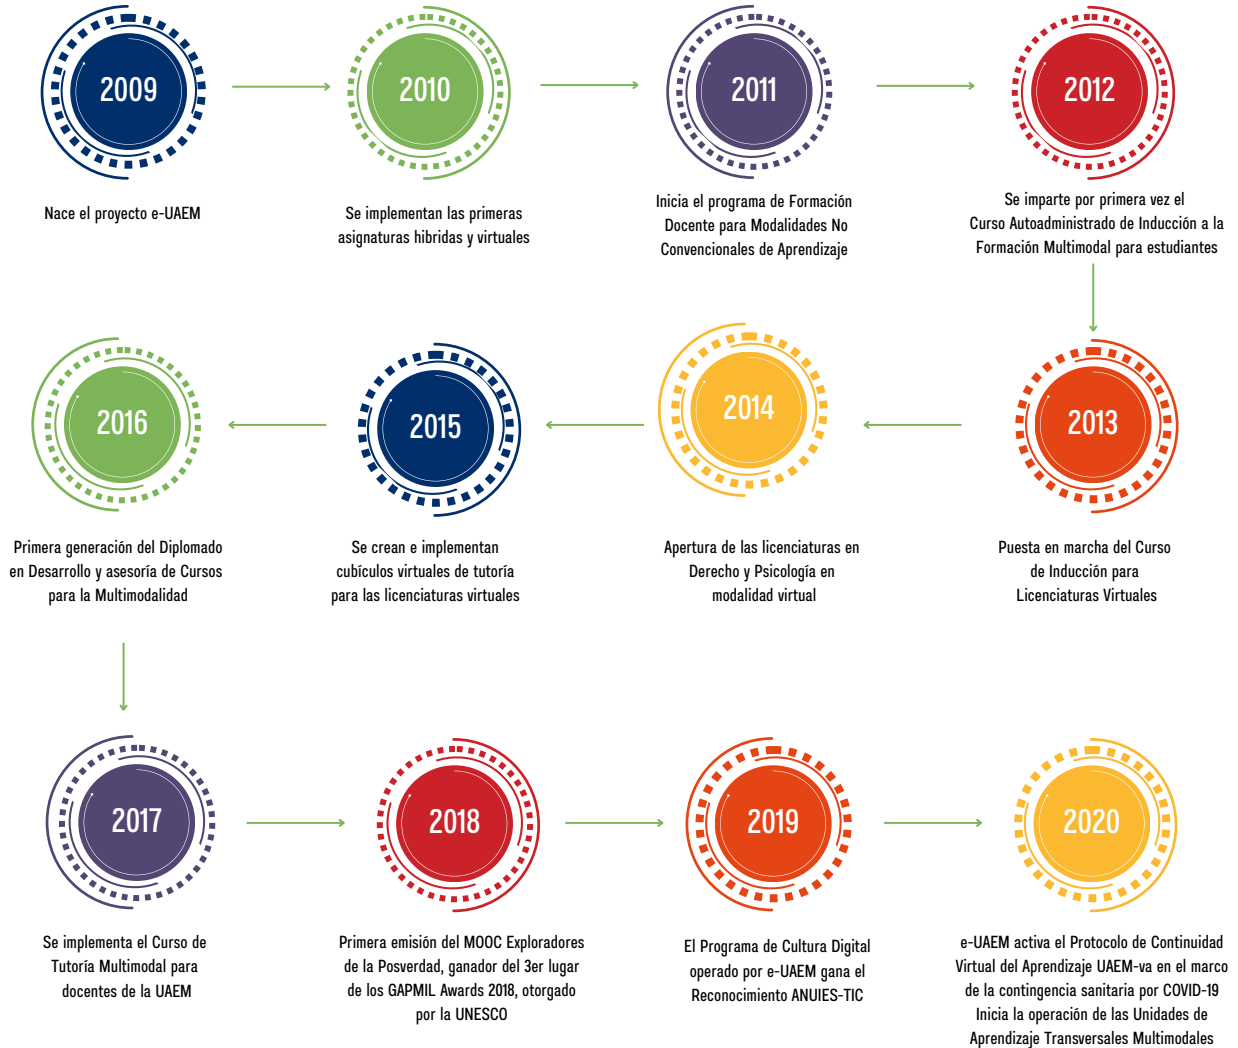 2009
Nace el proyecto e-UAEM
2010
Se implementan las primeras
asignaturas hibridas y virtuales
2011
Inicia el programa de Formación
Docente para Modalidades No
Convencionales de Aprendizaje
2012
Se imparte por primera vez el
Curso Autoadministrado de Inducción a la
Formación Multimodal para estudiantes
2013
Puesta en marcha del Curso
de Inducción para
Licenciaturas Virtuales
2014
Apertura de las licenciaturas en
Derecho y Psicología en
modalidad virtual
2015
Se crean e implementan
cubículos virtuales de tutoría
para las licenciaturas virtuales
2016
Primera generación del Diplomado
en Desarrollo y asesoría de Cursos
para la Multimodalidad
2017
Se implementa el Curso de
Tutoría Multimodal para
docentes de la UAEM
2018
Primera emisión del MOOC Exploradores
de la Posverdad, ganador del 3er lugar
de los GAPMIL Awards 2018, otorgado
por la UNESCO
2019
El Programa de Cultura Digital
operado por e-UAEM gana el
Reconocimiento ANUIES-TIC
2020
e-UAEM activa el Protocolo de Continuidad
Virtual del Aprendizaje UAEM-va en el marco
de la contingencia sanitaria por COVID-19
Inicia la operación de las Unidades de
Aprendizaje Transversales Multimodales